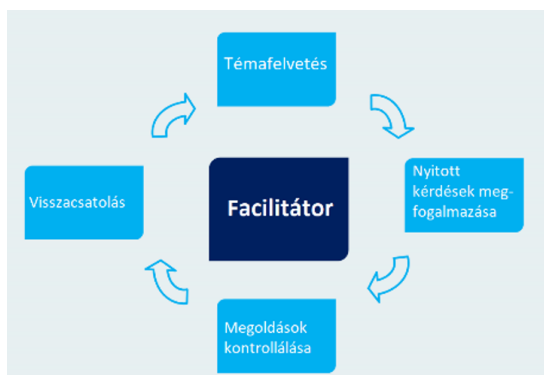 Témafelvetés
Nyitott
kérdések meg-
fogalmazása
Visszacsatolás
Facilitátor
Megoldások
kontrollálása